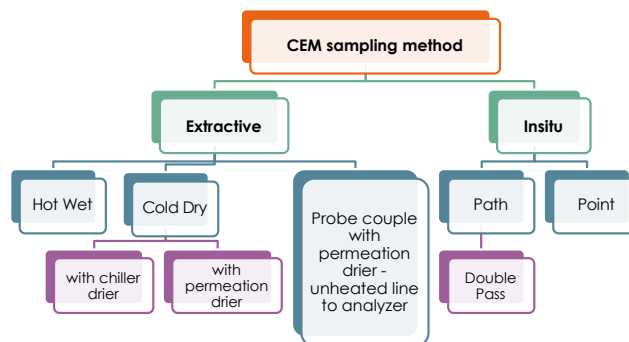 CEM sampling method
Extractive
Insitu
Hot Wet
Cold Dry
Probe couple
with
permeation
drier -
unheated line
to analyzer
Path
Point
with chiller
drier
with
permeation
drier
Double
Pass